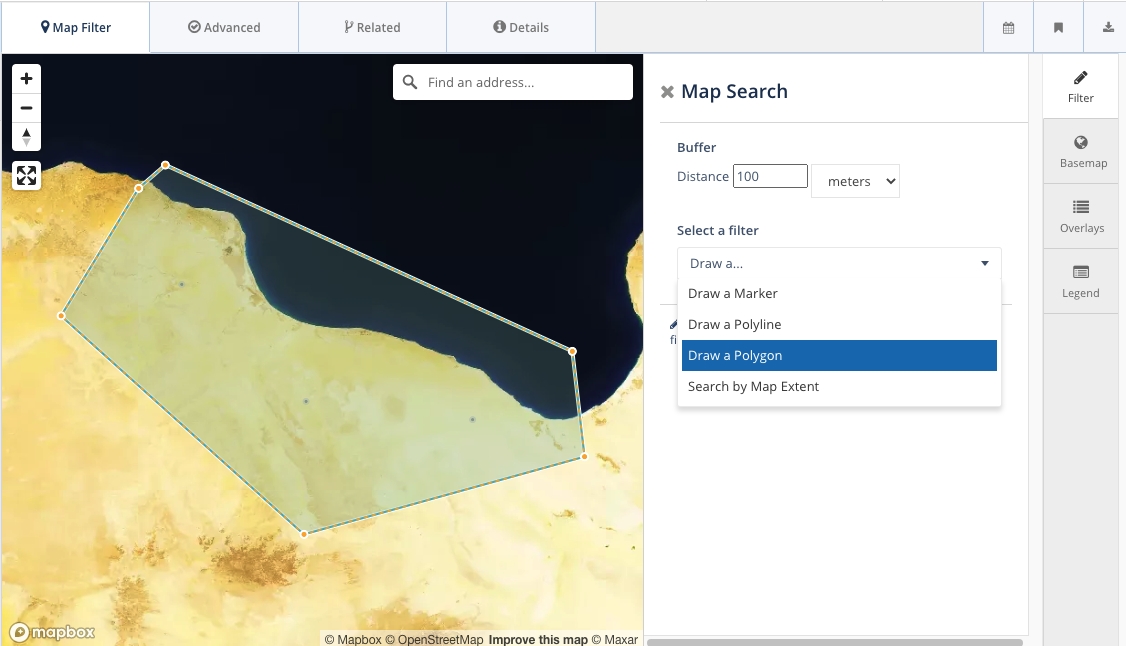 Map Filter
Advanced
Related
Details
Find an address...
Map Search
Buffer
Distance 100 meters
Select a filter
Draw a...
Draw a Marker
Draw a Polyline
Draw a Polygon
Search by Map Extent
fi
Filter
Basemap
Overlays
Legend
mapbox
© Mapbox © OpenStreetMap Improve this map © Maxar